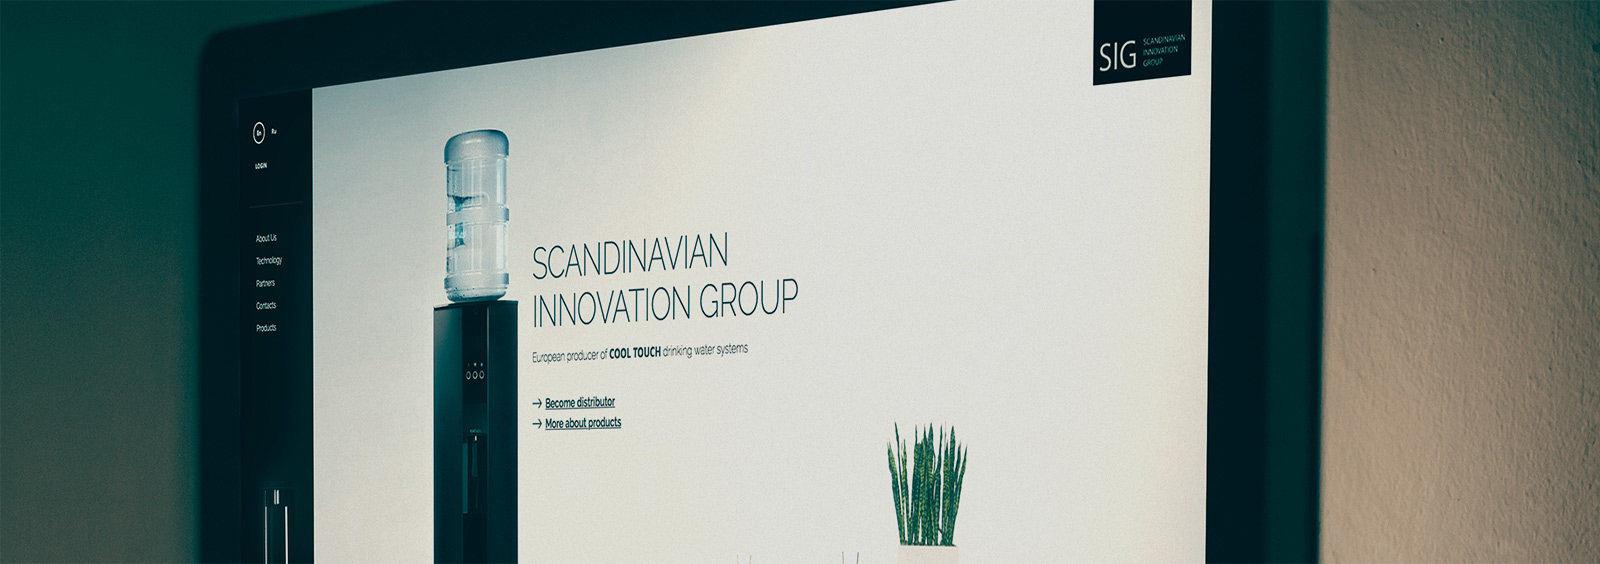 En Ru
LOGIN
About Us
Technology
Partners
Contacts
Products
SCANDINAVIAN
INNOVATION GROUP
European producer of COOL TOUCH drinking water systems
→ Become distributor
→ More about products
SIG
SCANDINAVIAN
INNOVATION
GROUP